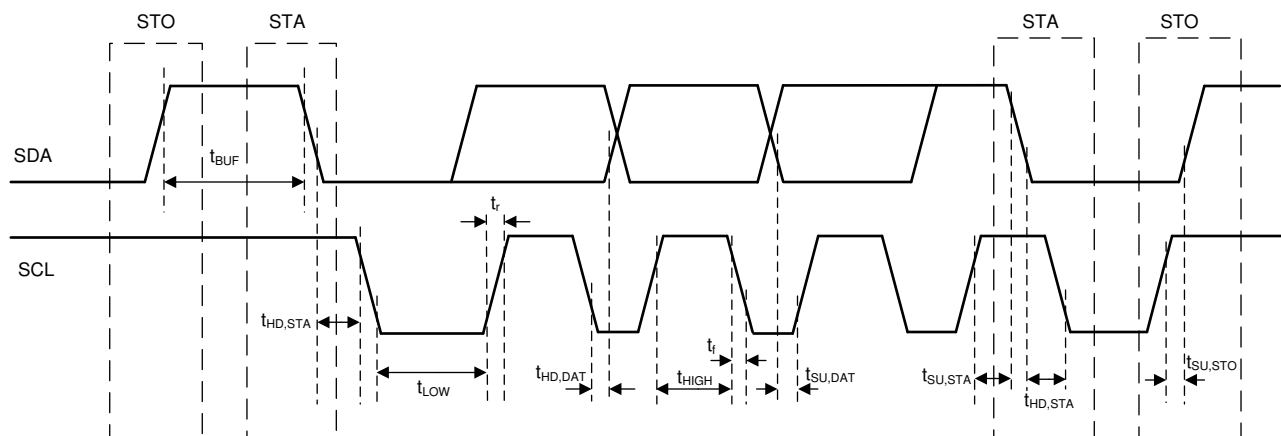 STO
STA
STA
STO
SDA
tBUF
tr
SCL
tHD,STA
tLOW
tHD,DAT
tHIGH
tf
tSU,DAT
tSU,STA
tHD,STA
tSU,STO